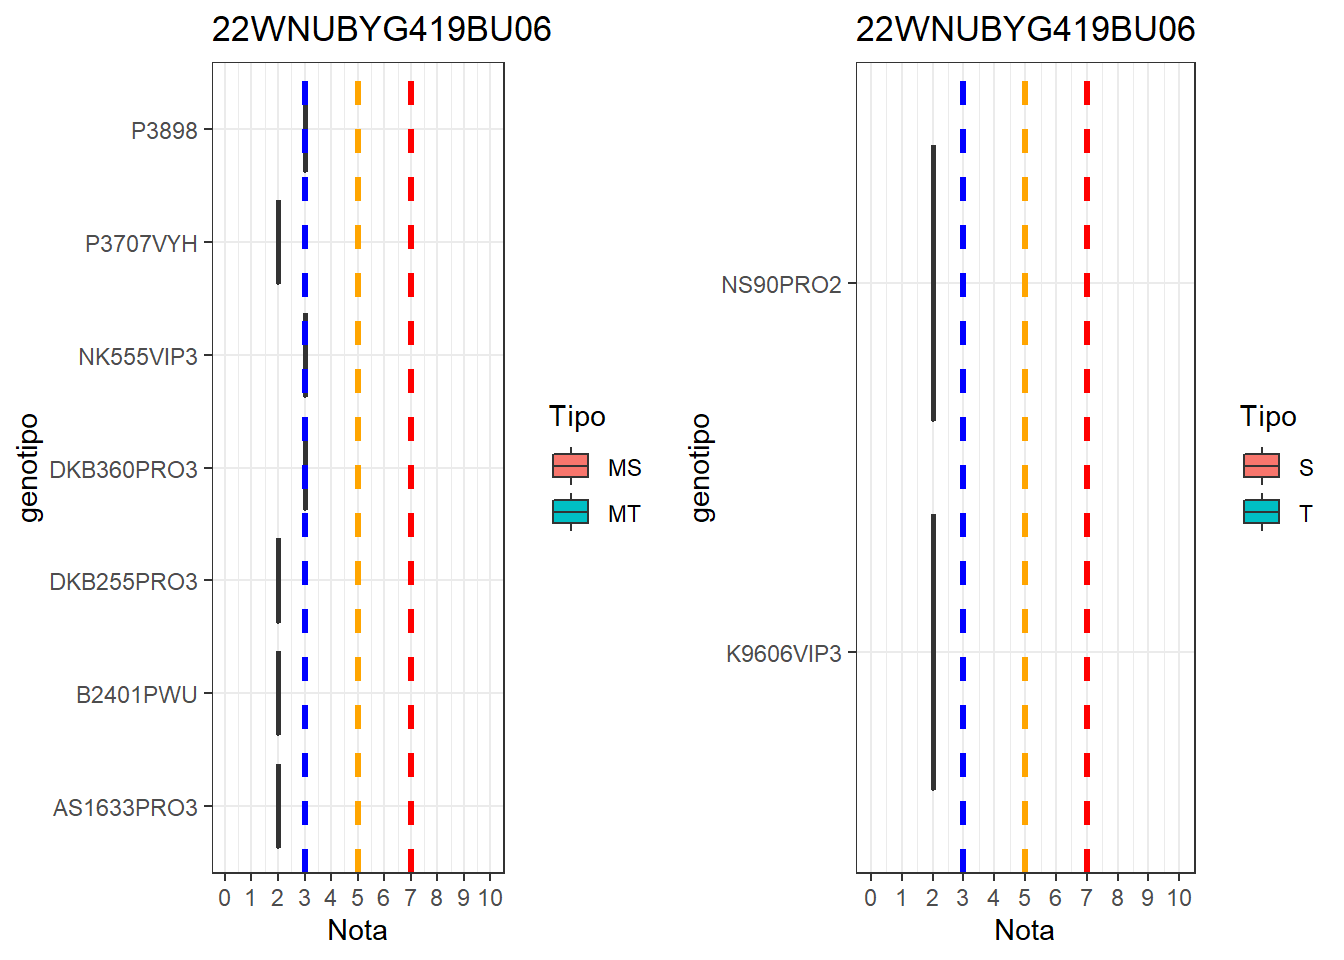 22WNUBYG419BU06
P3898
P3707VYH
NK555VIP3
DKB360PRO3
DKB255PRO3
B2401PWU
AS1633PRO3
genotipo
0 1 2 3 4 5 6 7 8 9 10
Nota
Tipo
MS
MT
22WNUBYG419BU06
NS90PRO2
K9606VIP3
genotipo
0 1 2 3 4 5 6 7 8 9 10
Nota
Tipo
S
T